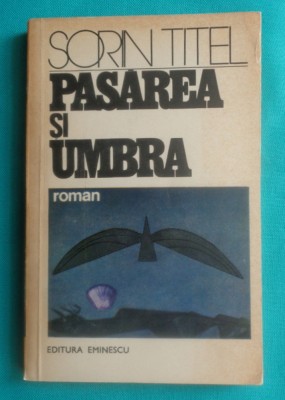 SORIN TITEL
PASAREA
SI
UMBRA
roman
EDITURA EMINESCU